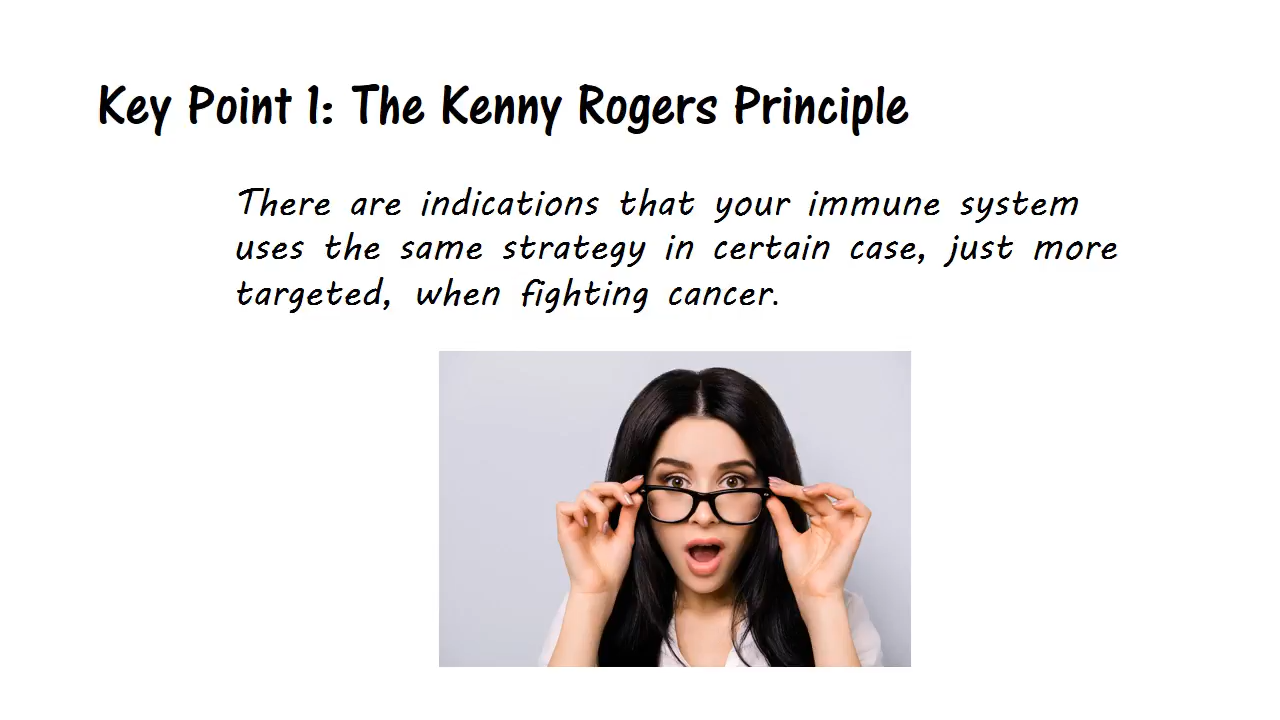 Key Point 1: The Kenny Rogers Principle
There are indications that your immune system
uses the same strategy in certain case, just more
targeted, when fighting cancer.